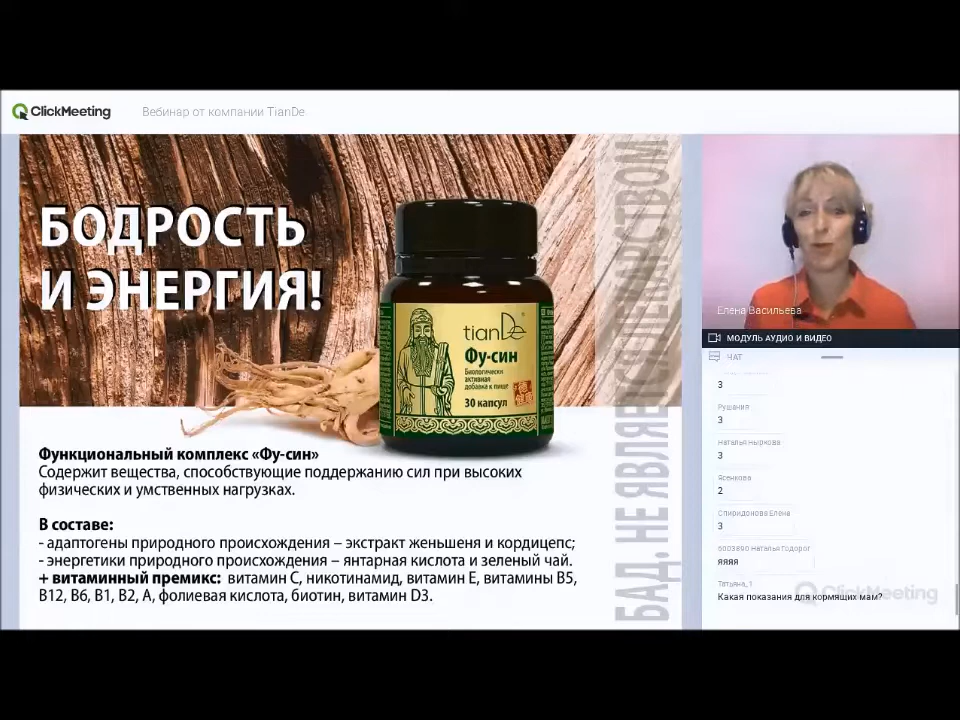 ClickMeeting
Вебинар от компании TianDe
БОДРОСТЬ
И ЭНЕРГИЯ!
tianDe
Фу-син
Биологически
активная
добавка к пище
30 капсул
БАД. НЕ ЯВЛЯЕТСЯ ЛЕКАРСТВОМ
Функциональный комплекс «Фу-син»
Содержит вещества, способствующие поддержанию сил при высоких
физических и умственных нагрузках.
В составе:
- адаптогены природного происхождения – экстракт женьшеня и кордицепс;
- энергетики природного происхождения – янтарная кислота и зеленый чай.
+ витаминный премикс: витамин С, никотинамид, витамин Е, витамины В5,
В12, В6, В1, В2, А, фолиевая кислота, биотин, витамин D3.
Елена Васильева
МОДУЛЬ АУДИО И ВИДЕО
ЧАТ
3
Рушания
3
Наталья Ныркова
3
Ясенкова
2
Спиридонова Елена
3
6003890 Наталья Годорог
яяяя
Татьяна, 1
Какая показания для кормящих мам?
ClickMeeting